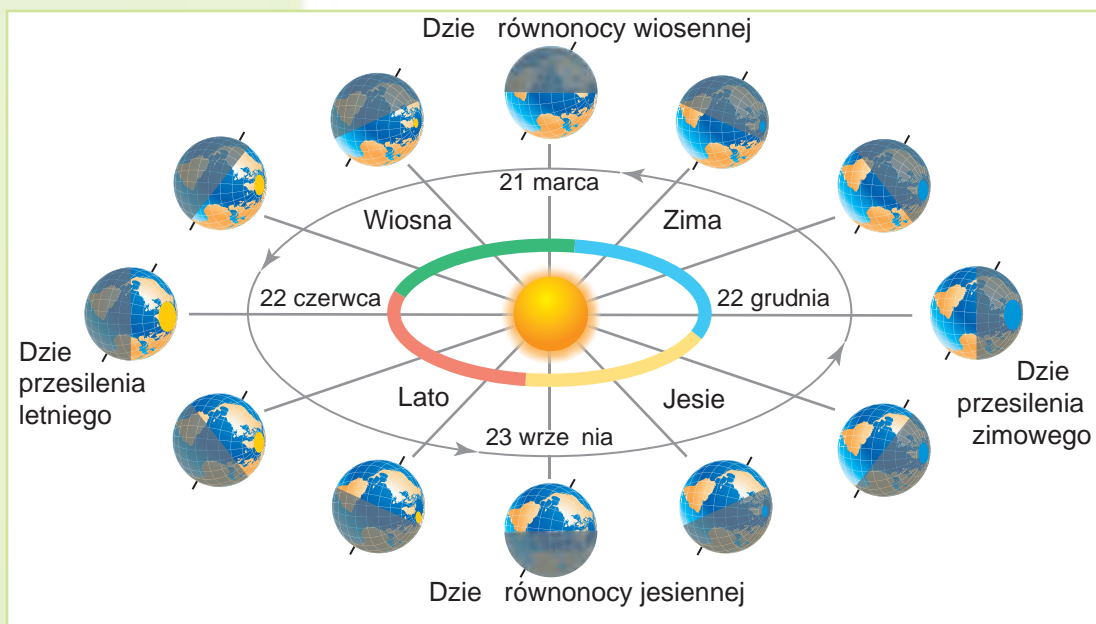 Dzie równonocy wiosennej
21 marca
Wiosna
Zima
22 czerwca
22 grudnia
Dzie
przesilenia
letniego
Dzie
przesilenia
zimowego
Lato
Jesie
23 wrze nia
Dzie równonocy jesiennej